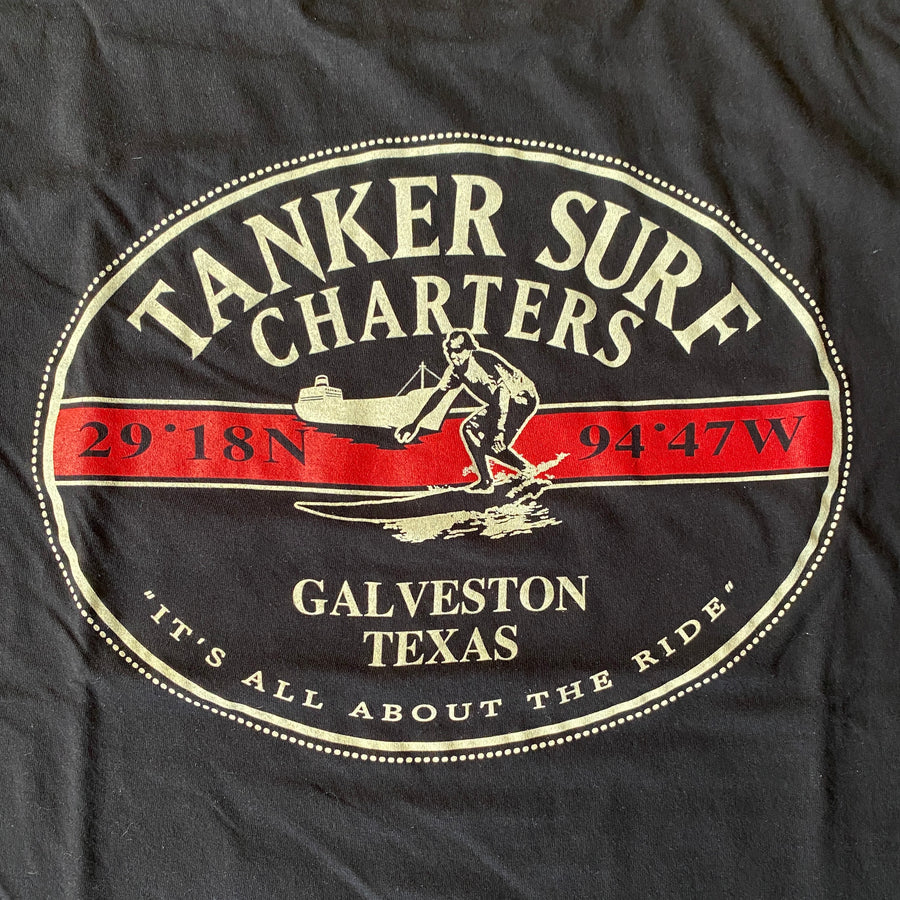 TANKER SURF
CHARTERS
29°18N 94°47W
GALVESTON
TEXAS
"IT'S ALL ABOUT THE RIDE"